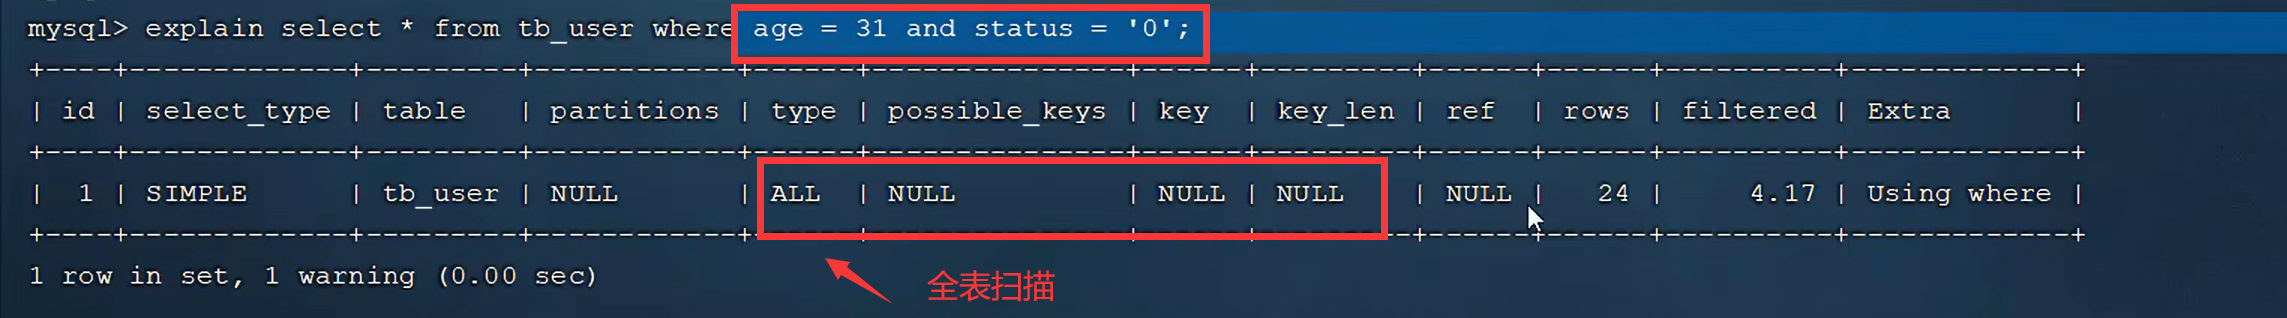 mysql> explain select * from tb_user where age = 31 and status = '0';
+----+-------------+---------+------------+------+---------------+------+---------+------+------+----------+-------------+
| id | select_type | table   | partitions | type | possible_keys | key  | key_len | ref  | rows | filtered | Extra       |
+----+-------------+---------+------------+------+---------------+------+---------+------+------+----------+-------------+
|  1 | SIMPLE      | tb_user | NULL       | ALL  | NULL          | NULL | NULL    | NULL |   24 |     4.17 | Using where |
+----+-------------+---------+------------+------+---------------+------+---------+------+------+----------+-------------+
1 row in set, 1 warning (0.00 sec)
全表扫描